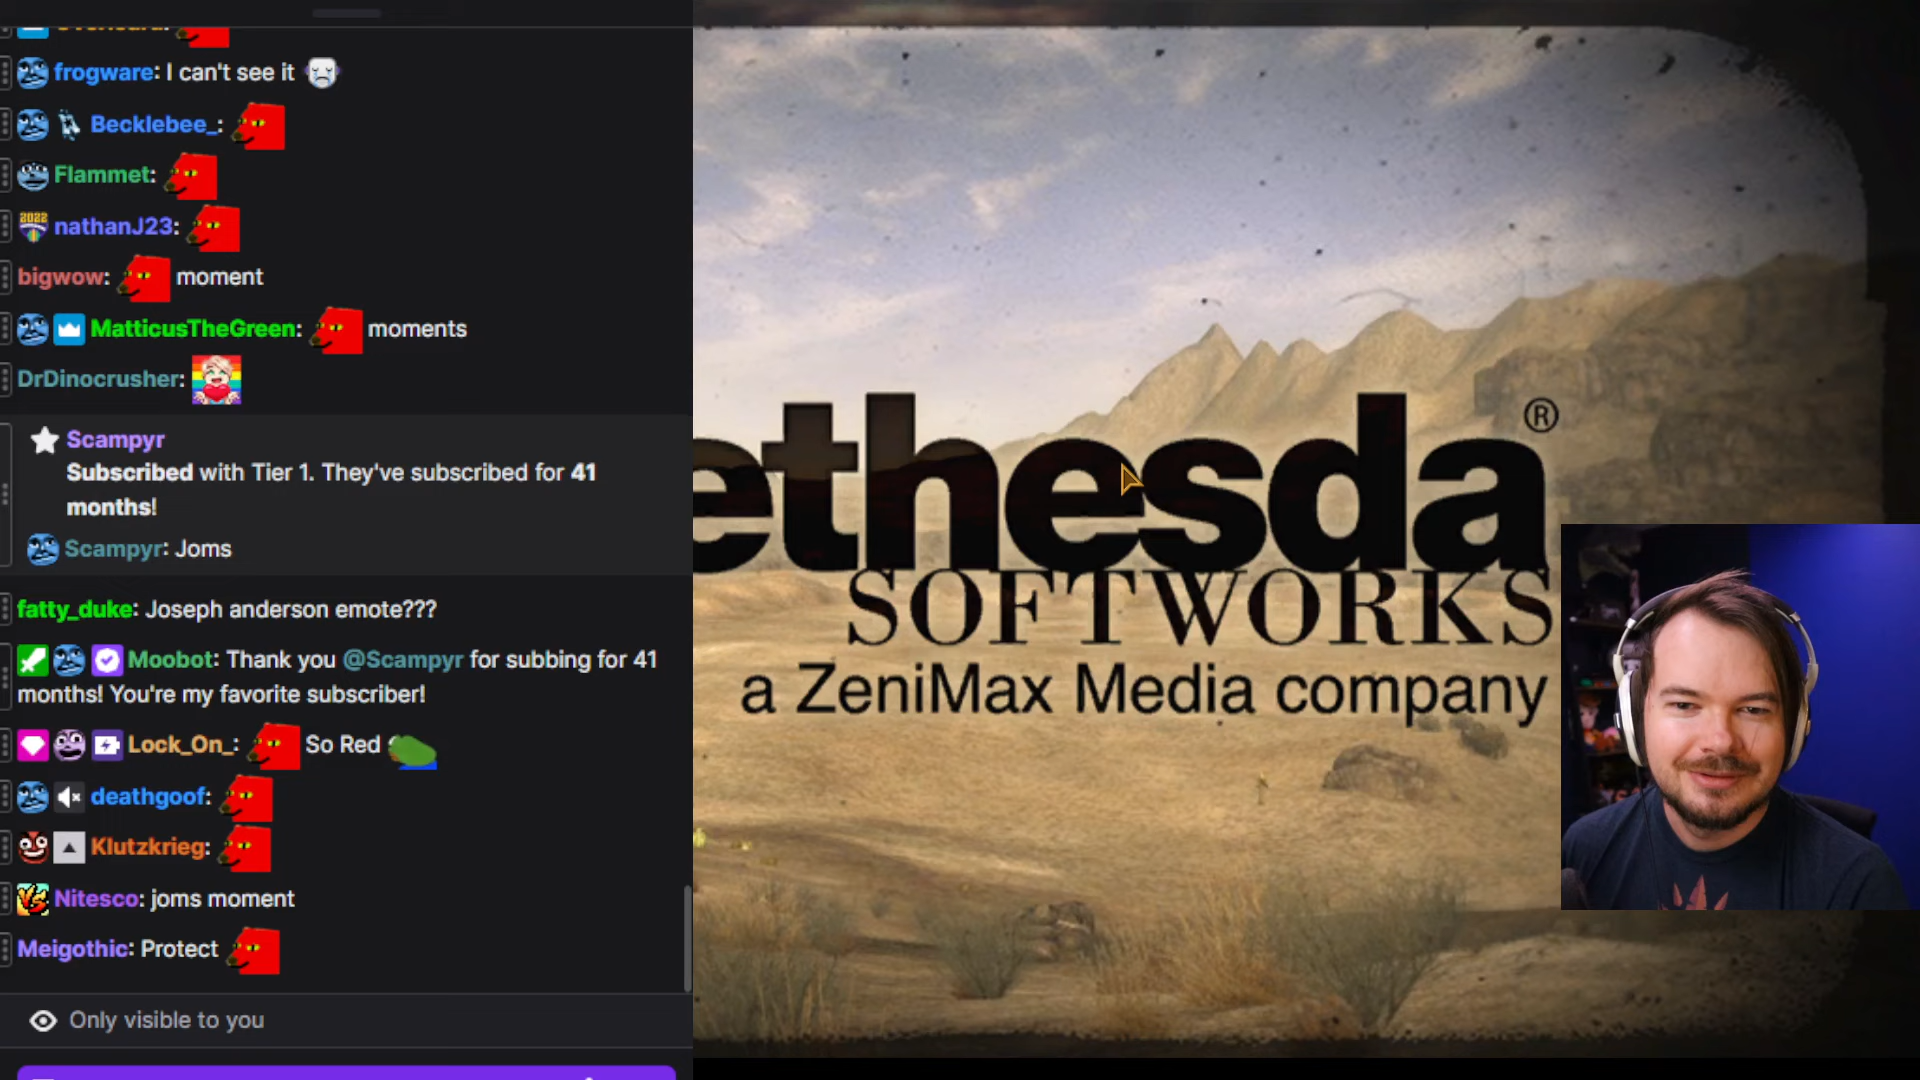 frogware: I can't see it
Becklebee_:
Flammet:
2022 nathanJ23:
bigwow: moment
MatticusTheGreen: moments
DrDinocrusher:
Scampyr
Subscribed with Tier 1. They've subscribed for 41
months!
Scampyr: Joms
fatty_duke: Joseph anderson emote???
Moobot: Thank you @Scampyr for subbing for 41
months! You're my favorite subscriber!
Lock_On_: So Red
deathgoof:
Klutzkrieg:
Nitesco: joms moment
Meigothic: Protect
Only visible to you
ethesda®
SOFTWORKS
a ZeniMax Media company